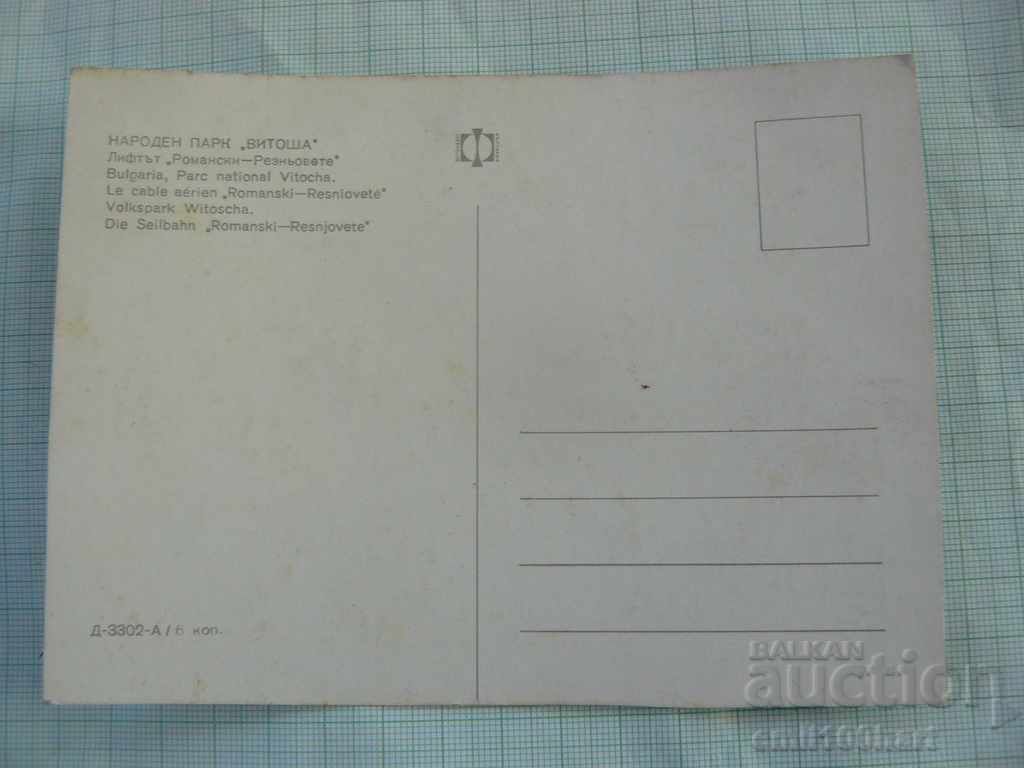 НАРОДЕН ПАРК „ВИТОША"
Лифтът „Романски—Резньовете"
Bulgaria, Parc national Vitocha.
Le cable aérien „Romanski—Resniovete"
Volkspark Witoscha.
Die Seilbahn „Romanski—Resnjovete"
Д-3302-А / 6 коп.
BALKAN
auction
emil100hari